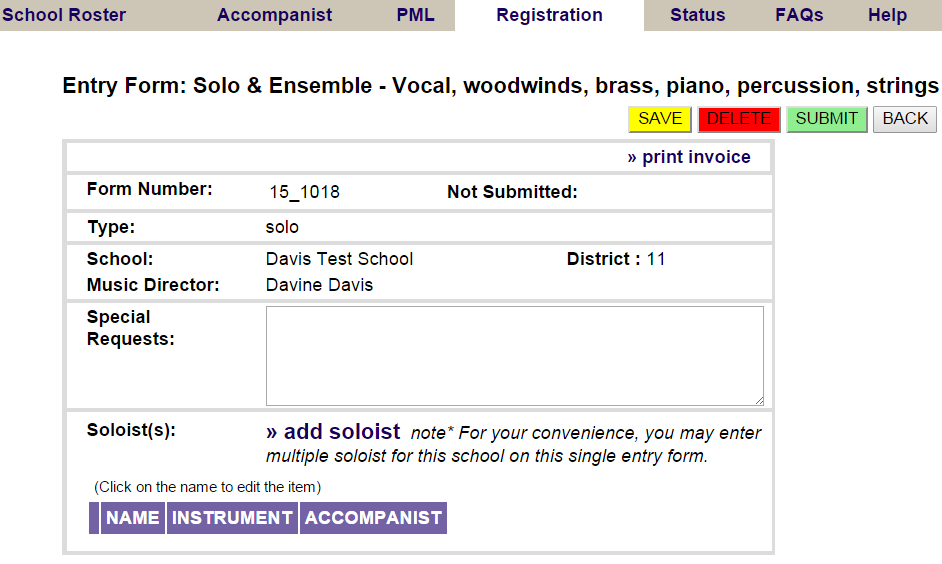 School Roster Accompanist PML Registration Status FAQs Help
Entry Form: Solo & Ensemble - Vocal, woodwinds, brass, piano, percussion, strings
SAVE DELETE SUBMIT BACK
» print invoice
Form Number: 15_1018 Not Submitted:
Type: solo
School: Davis Test School District : 11
Music Director: Davine Davis
Special
Requests:
Soloist(s): » add soloist note* For your convenience, you may enter
multiple soloist for this school on this single entry form.
(Click on the name to edit the item)
NAME INSTRUMENT ACCOMPANIST